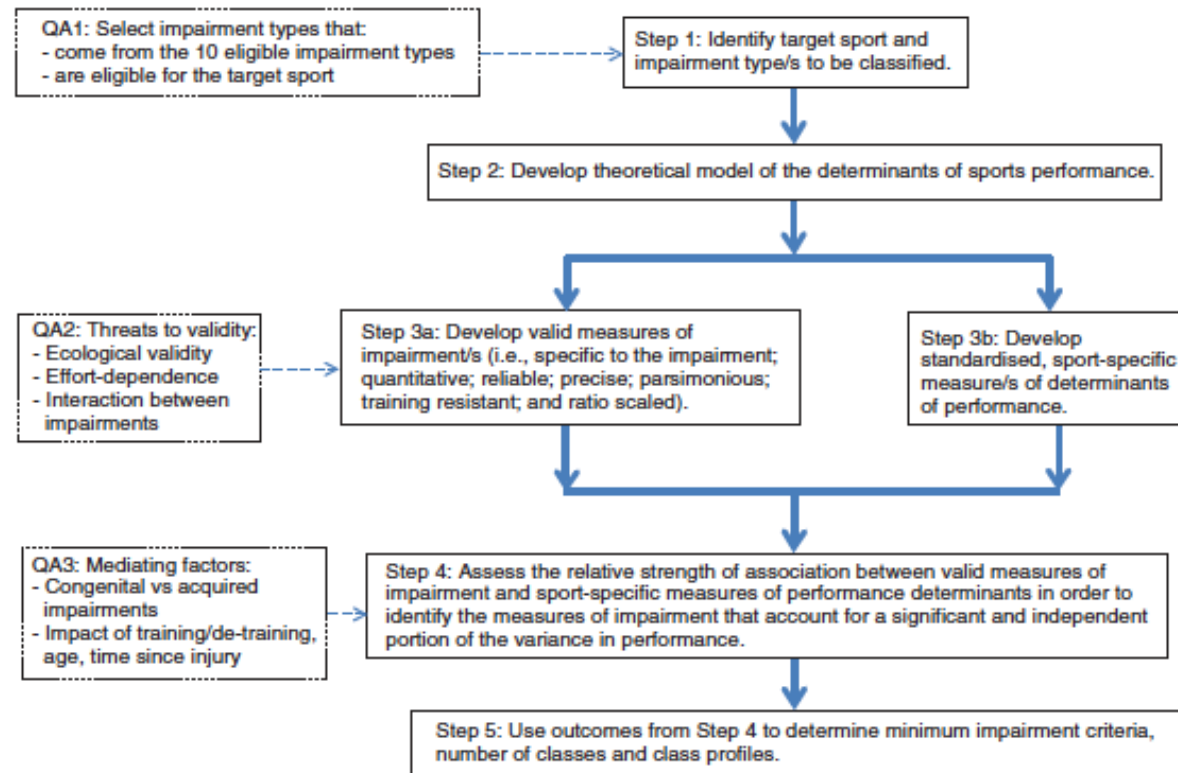 QA1: Select impairment types that:
- come from the 10 eligible impairment types
- are eligible for the target sport
Step 1: Identify target sport and
impairment type/s to be classified.
Step 2: Develop theoretical model of the determinants of sports performance.
QA2: Threats to validity:
- Ecological validity
- Effort-dependence
- Interaction between
impairments
Step 3a: Develop valid measures of
impairment/s (i.e., specific to the impairment;
quantitative; reliable; precise; parsimonious;
training resistant; and ratio scaled).
Step 3b: Develop
standardised, sport-specific
measure/s of determinants
of performance.
QA3: Mediating factors:
- Congenital vs acquired
impairments
- Impact of training/de-training,
age, time since injury
Step 4: Assess the relative strength of association between valid measures of
impairment and sport-specific measures of performance determinants in order to
identify the measures of impairment that account for a significant and independent
portion of the variance in performance.
Step 5: Use outcomes from Step 4 to determine minimum impairment criteria,
number of classes and class profiles.